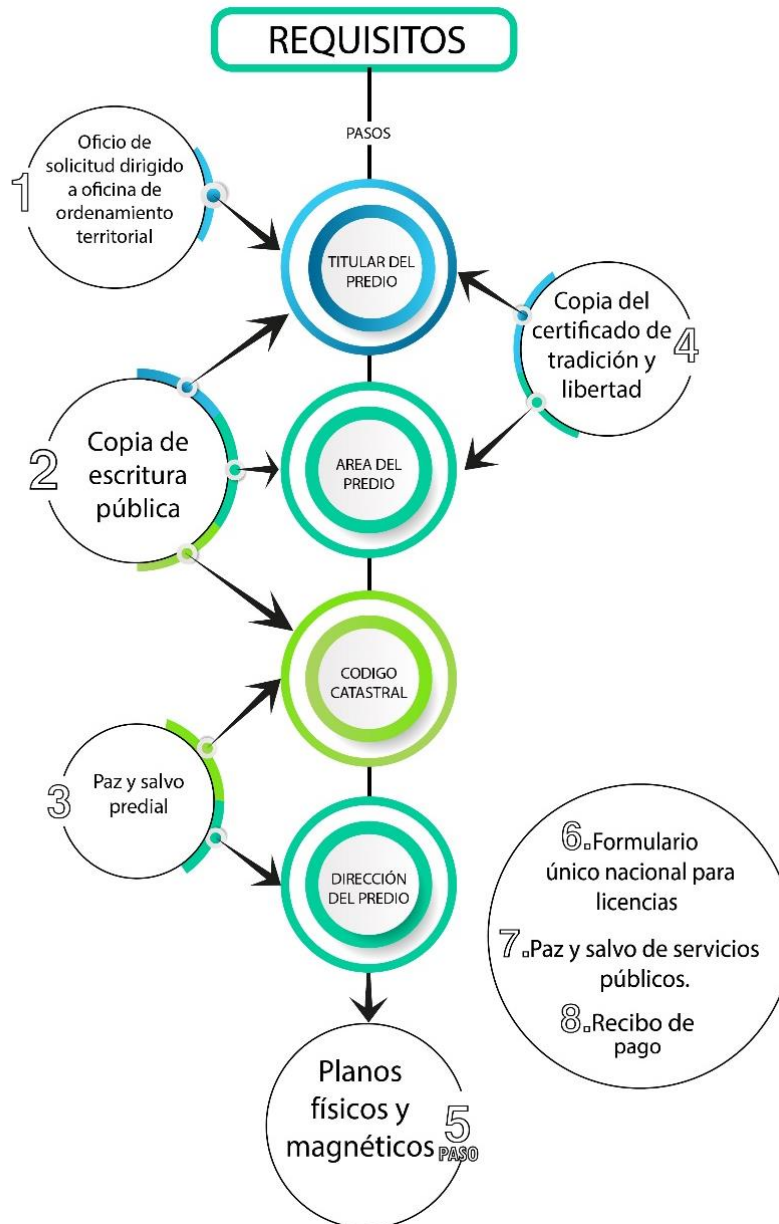 REQUISITOS
PASOS
1
Oficio de
solicitud dirigido
a oficina de
ordenamiento
territorial
TITULAR DEL
PREDIO
Copia del
certificado de
tradición y
libertad
4
2
Copia de
escritura
pública
AREA DEL
PREDIO
CODIGO
CATASTRAL
3
Paz y salvo
predial
DIRECCIÓN
DEL PREDIO
6.Formulario
único nacional para
licencias
7.Paz y salvo de servicios
públicos.
8.Recibo de
pago
Planos
físicos y
magnéticos
5
PASO